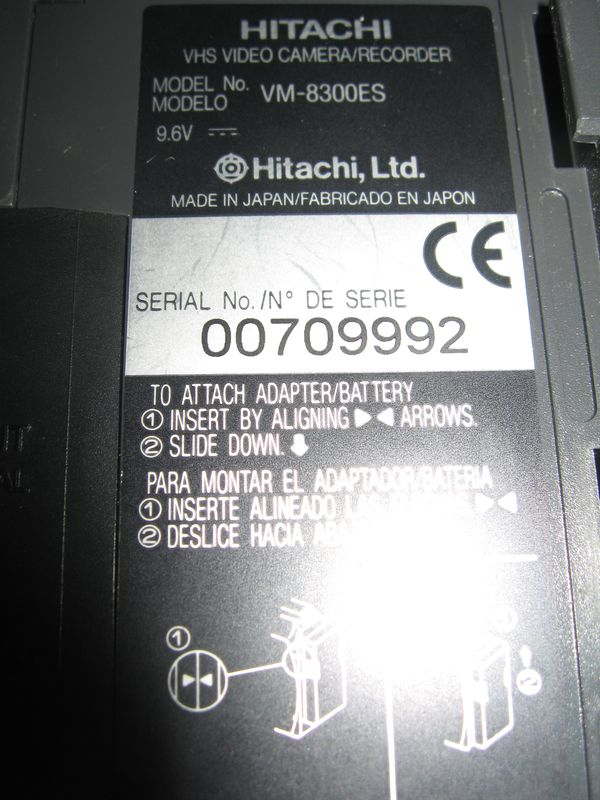 HITACHI
VHS VIDEO CAMERA/RECORDER
MODEL No. VM-8300ES
MODELO
9.6V
Hitachi, Ltd.
MADE IN JAPAN/FABRICADO EN JAPON
CE
SERIAL No./N° DE SERIE
00709992
TO ATTACH ADAPTER/BATTERY
① INSERT BY ALIGNING ▶◀ ARROWS.
② SLIDE DOWN. ⬇
PARA MONTAR EL ADAPTADOR/BATERIA
① INSERTE ALINEADO ▶◀
② DESLICE HACIA
①
②